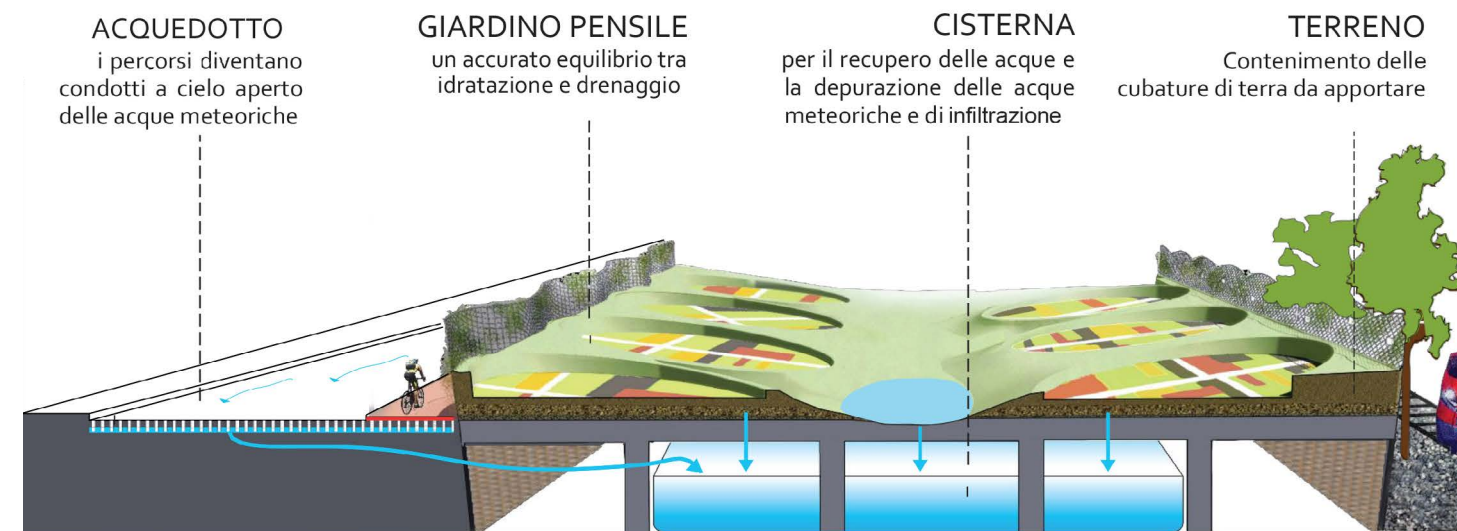 ACQUEDOTTO
i percorsi diventano
condotti a cielo aperto
delle acque meteoriche
GIARDINO PENSILE
un accurato equilibrio tra
idratazione e drenaggio
CISTERNA
per il recupero delle acque e
la depurazione delle acque
meteoriche e di infiltrazione
TERRENO
Contenimento delle
cubature di terra da apportare